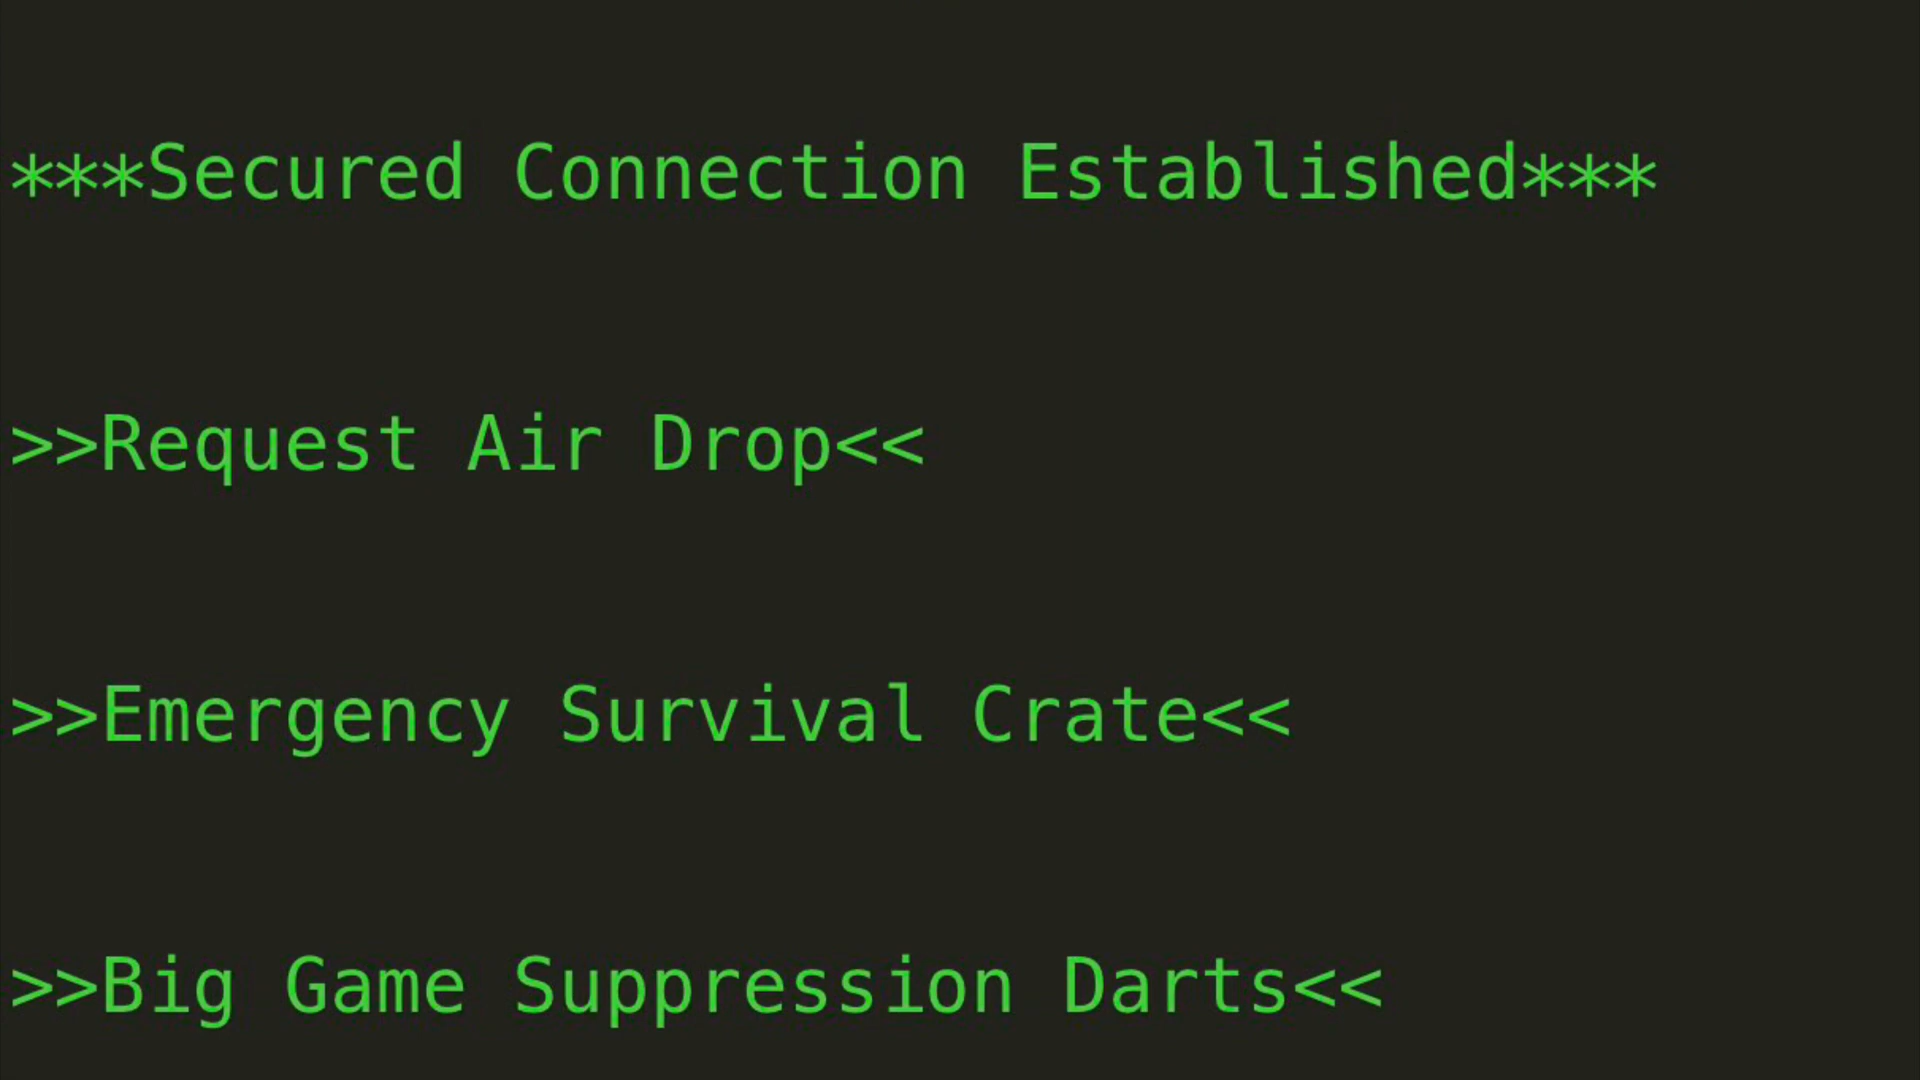 ***Secured Connection Established***
>>Request Air Drop<<
>>Emergency Survival Crate<<
>>Big Game Suppression Darts<<